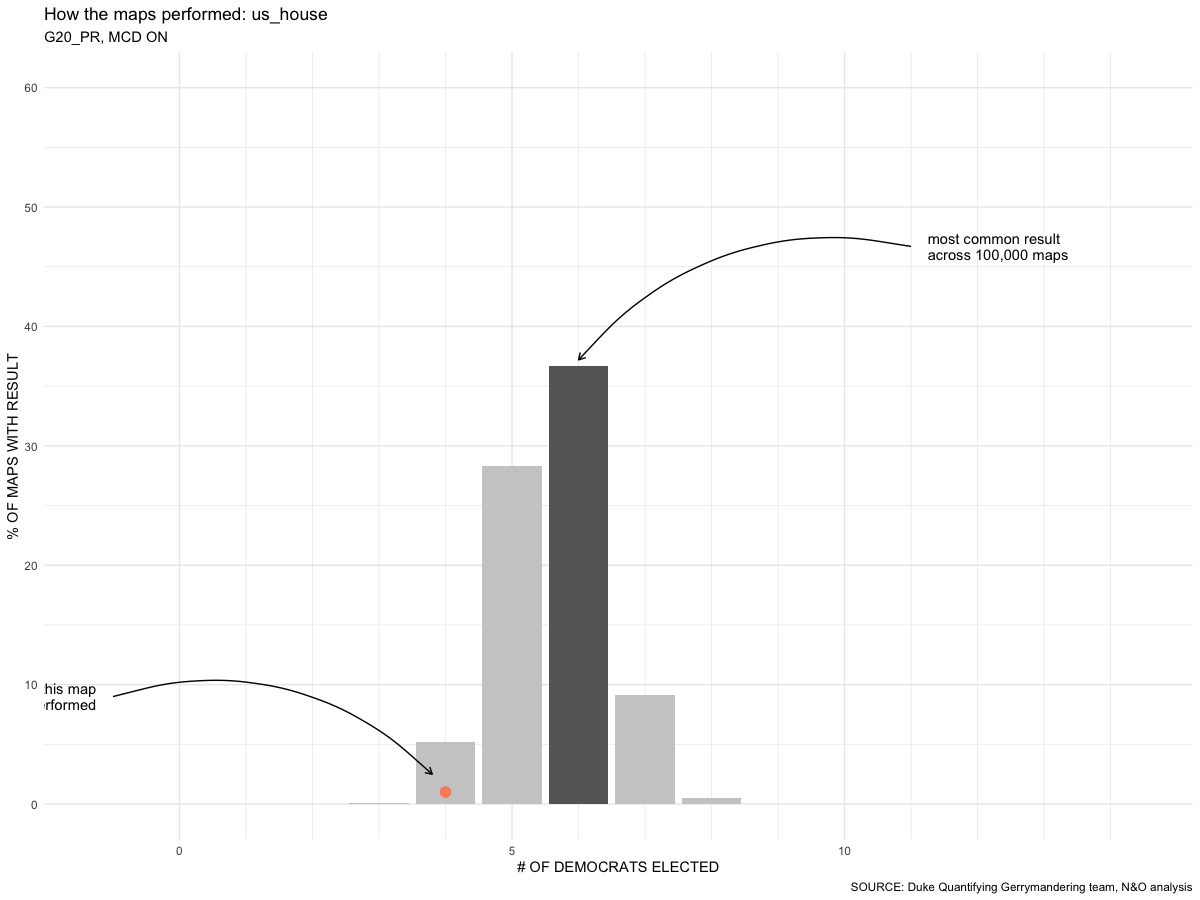 How the maps performed: us_house
G20_PR, MCD ON
60
50
40
30
20
10
0
% OF MAPS WITH RESULT
most common result
across 100,000 maps
his map
rformed
0
5
10
# OF DEMOCRATS ELECTED
SOURCE: Duke Quantifying Gerrymandering team, N&O analysis